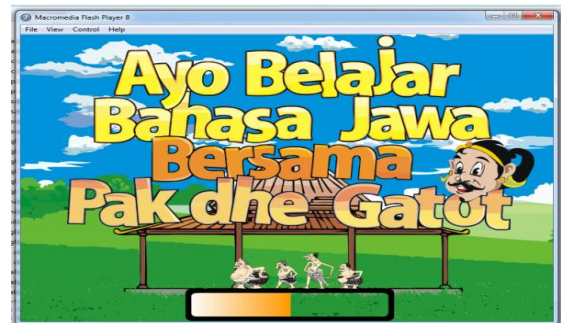 Macromedia Flash Player 8
File View Control Help
Ayo Belajar
Bahasa Jawa
Bersama
Pak dhe Gatot